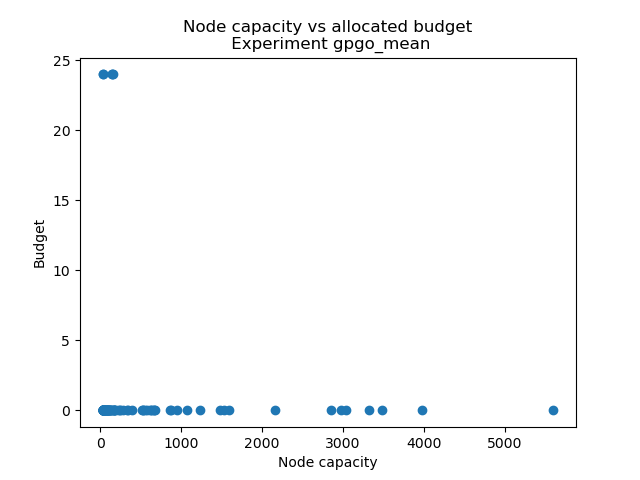 Node capacity vs allocated budget
Experiment gpgo_mean
25
20
15
10
5
0
Budget
0 1000 2000 3000 4000 5000
Node capacity